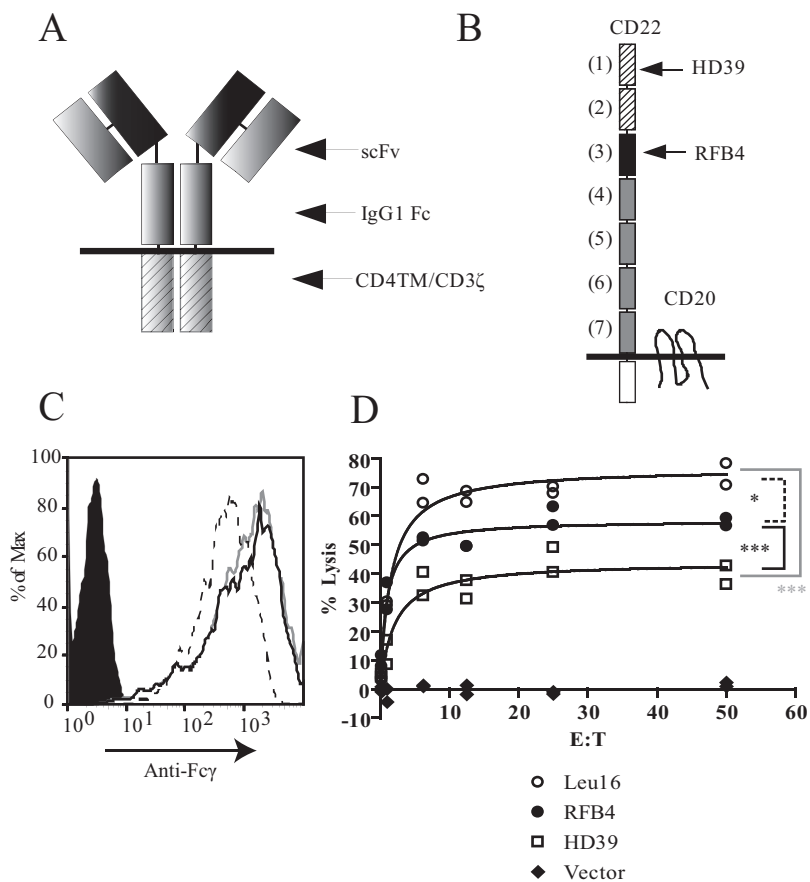 A
scFv
IgG1 Fc
CD4TM/CD3ζ
B
CD22
(1)
HD39
(2)
(3)
RFB4
(4)
(5)
(6)
(7)
CD20
C
100
80
60
40
20
0
% of Max
10⁰
10¹
10²
10³
Anti-Fcγ
D
80
70
60
50
40
30
20
10
0
-10
% Lysis
10
20
30
40
50
60
E:T
*
***
***
Leu16
RFB4
HD39
Vector